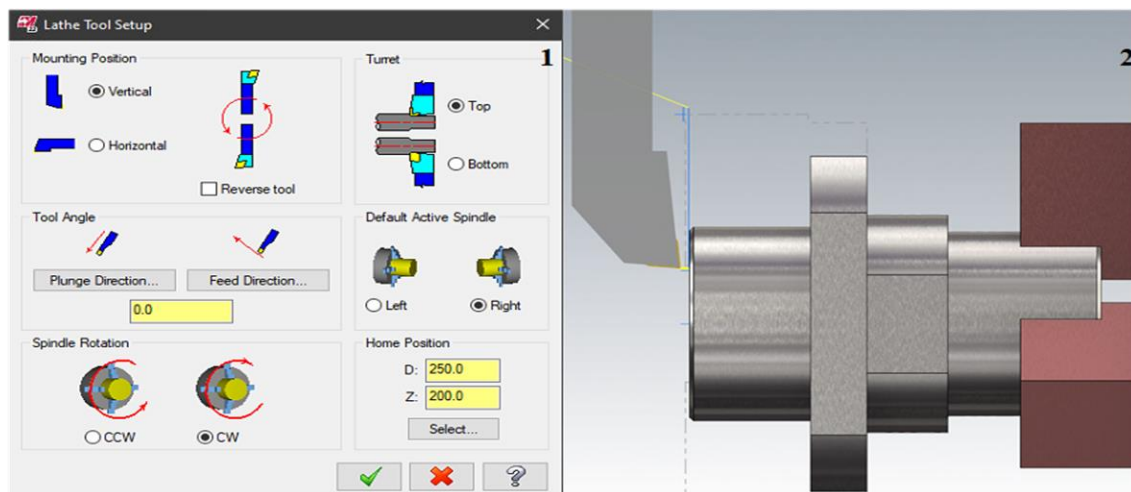 Lathe Tool Setup
1
2
Mounting Position
Vertical
Horizontal
Reverse tool
Turret
Top
Bottom
Tool Angle
Plunge Direction...
Feed Direction...
0.0
Default Active Spindle
Left
Right
Spindle Rotation
CCW
CW
Home Position
D: 250.0
Z: 200.0
Select...